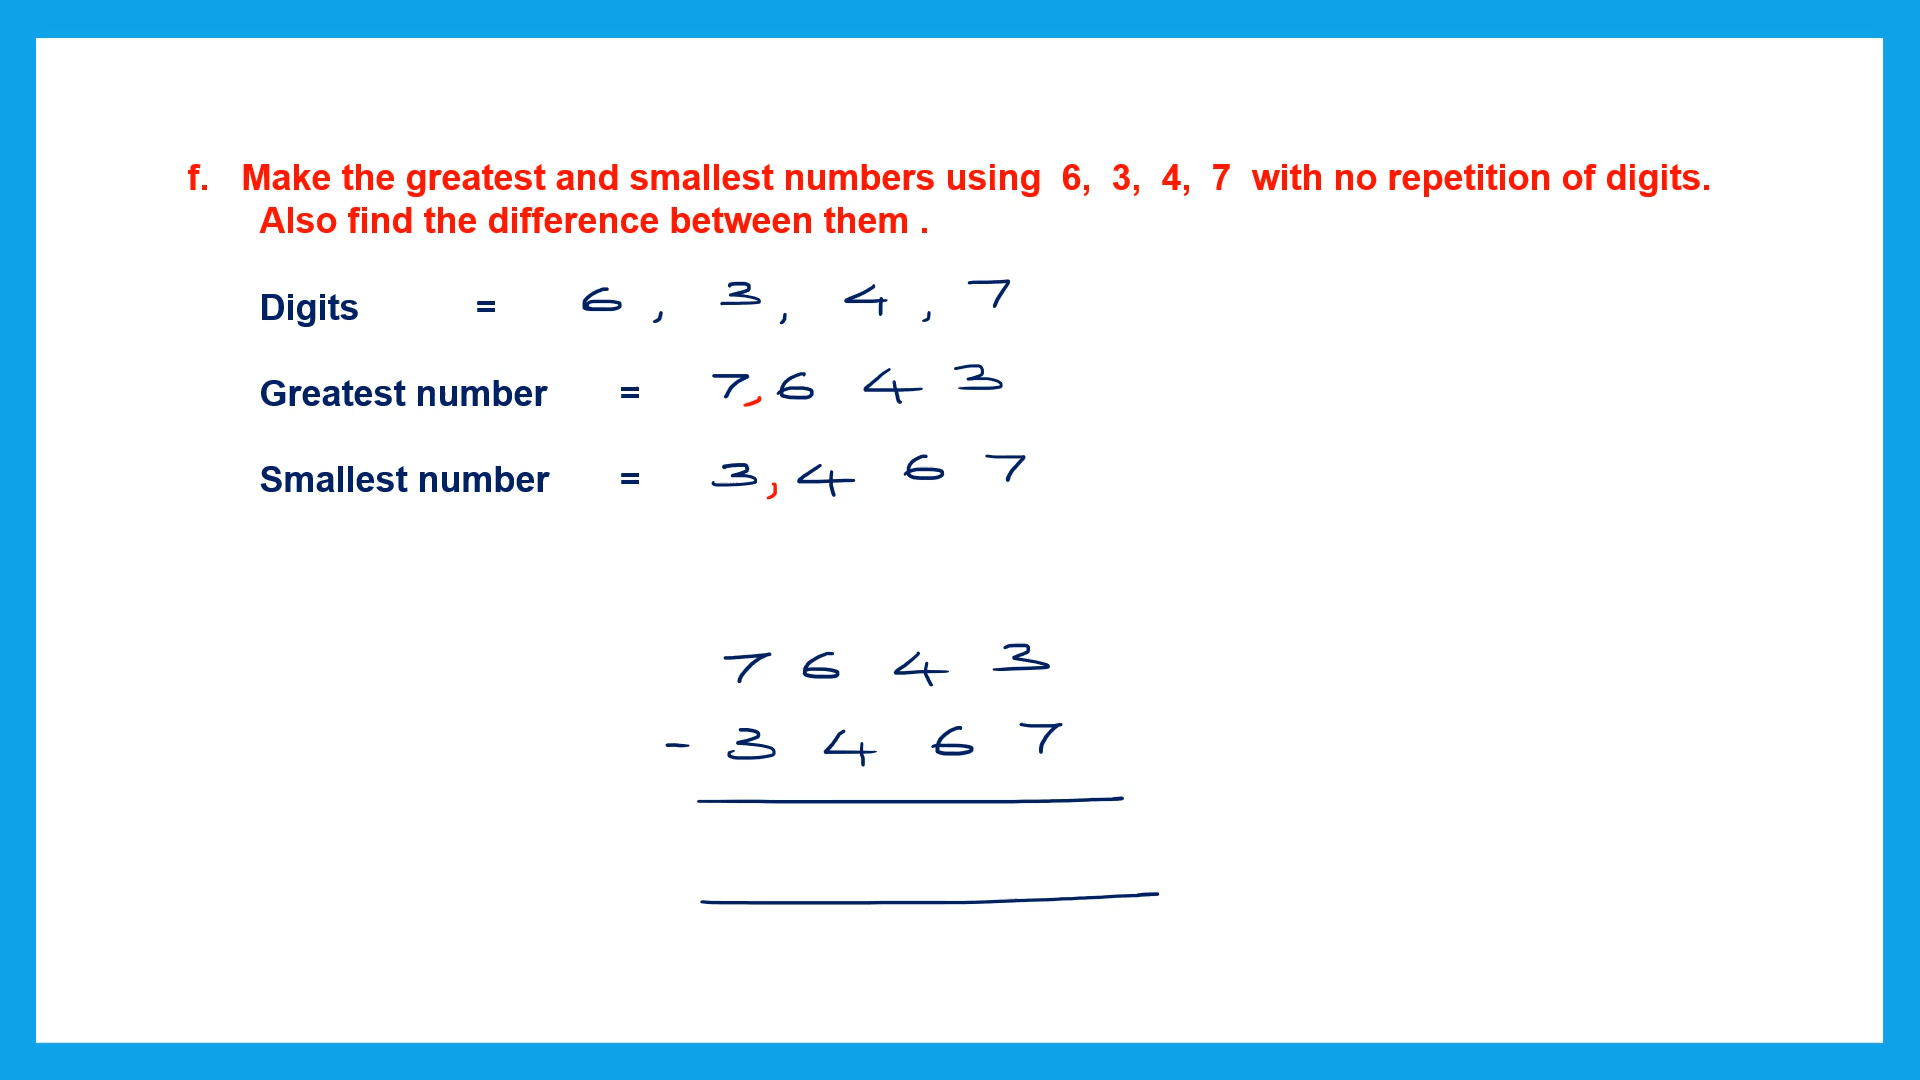 f. Make the greatest and smallest numbers using 6, 3, 4, 7 with no repetition of digits.
Also find the difference between them .
Digits = 6 , 3 , 4 , 7
Greatest number = 7,6 4 3
Smallest number = 3,4 6 7
7 6 4 3
- 3 4 6 7